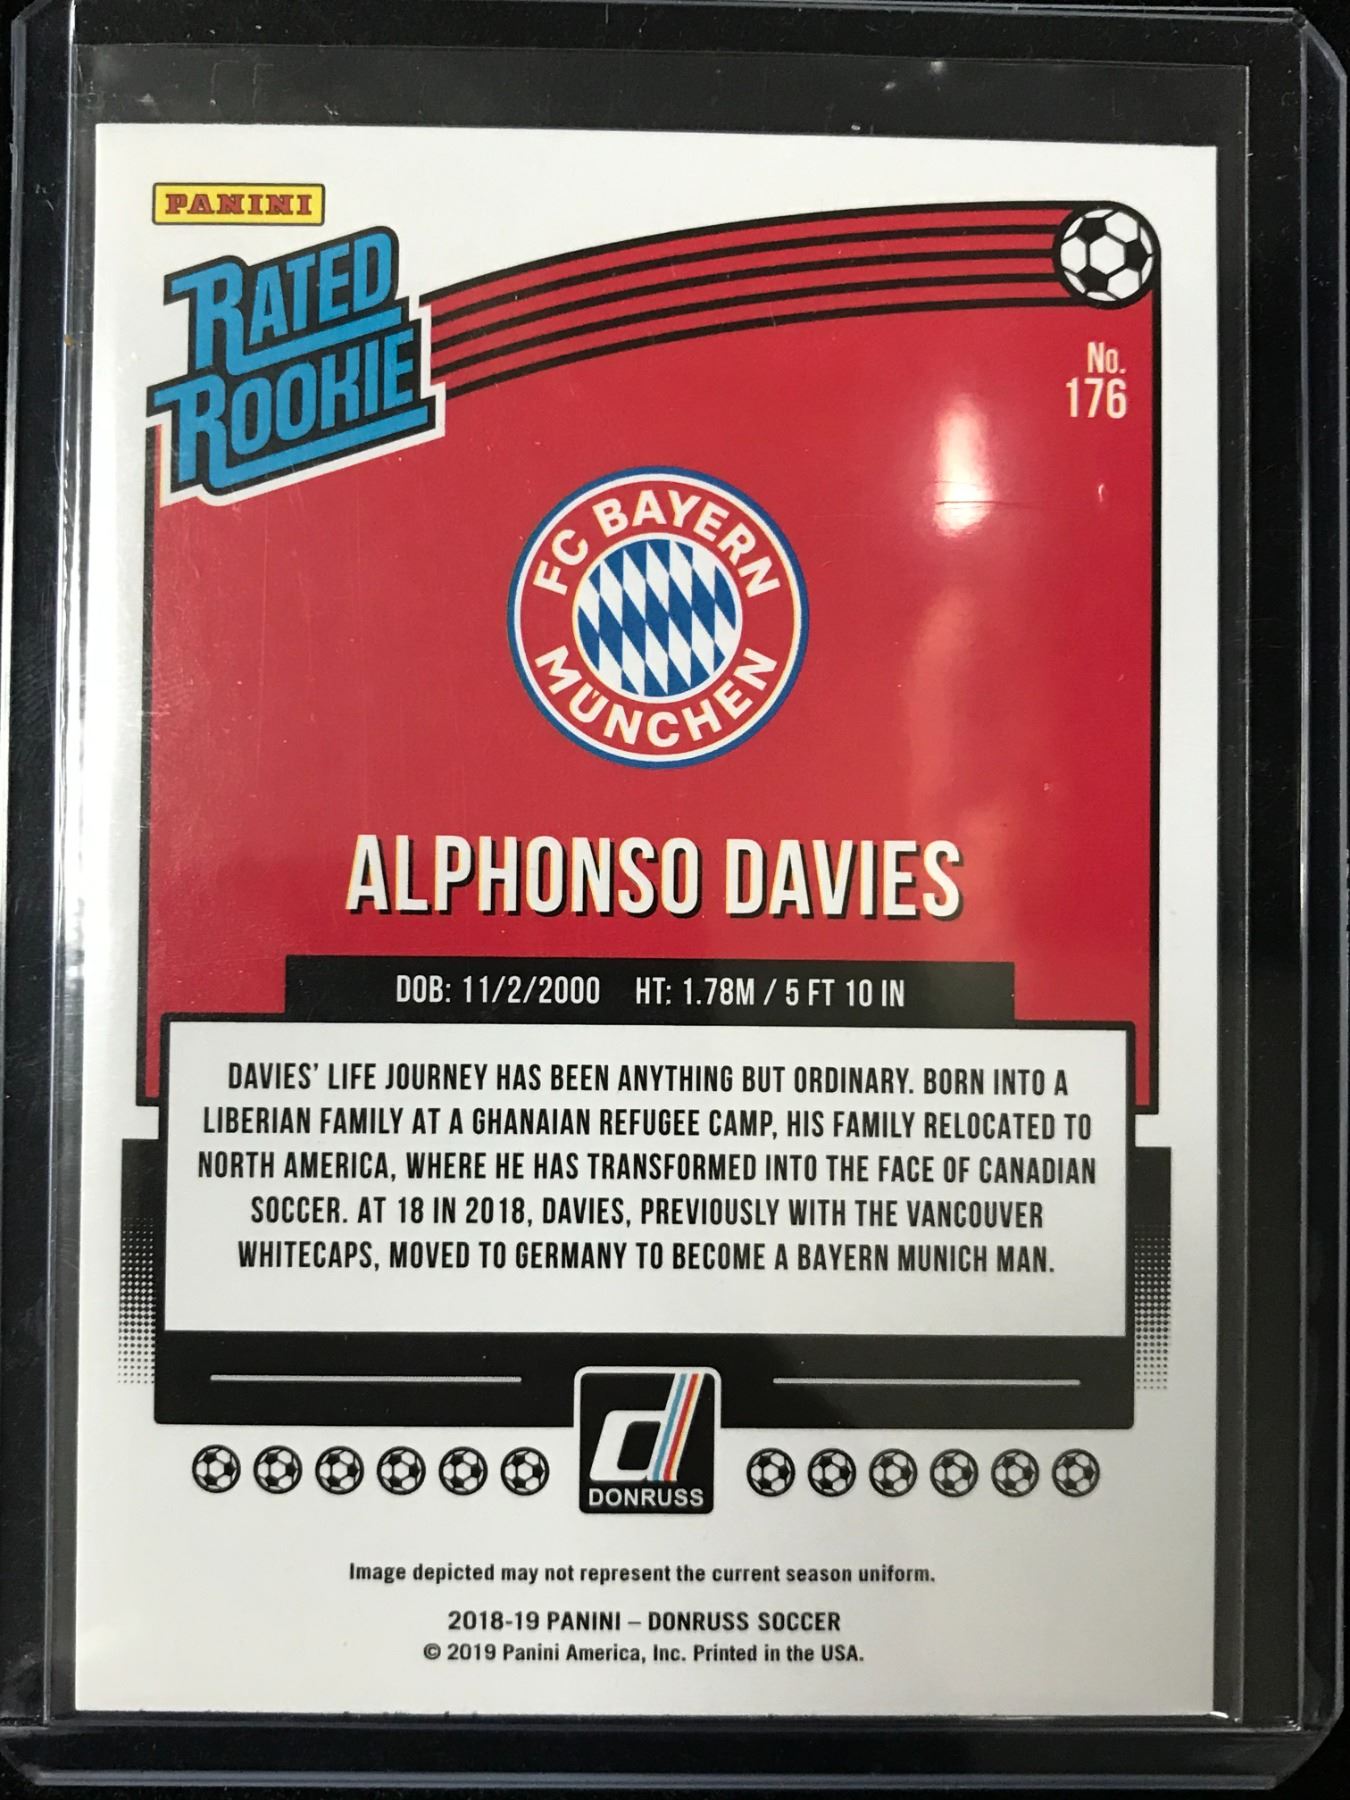 PANINI
RATED
ROOKIE
No.
176
FC BAYERN
MÜNCHEN
ALPHONSO DAVIES
DOB: 11/2/2000 HT: 1.78M / 5 FT 10 IN
DAVIES' LIFE JOURNEY HAS BEEN ANYTHING BUT ORDINARY. BORN INTO A
LIBERIAN FAMILY AT A GHANAIAN REFUGEE CAMP, HIS FAMILY RELOCATED TO
NORTH AMERICA, WHERE HE HAS TRANSFORMED INTO THE FACE OF CANADIAN
SOCCER. AT 18 IN 2018, DAVIES, PREVIOUSLY WITH THE VANCOUVER
WHITECAPS, MOVED TO GERMANY TO BECOME A BAYERN MUNICH MAN.
d
DONRUSS
Image depicted may not represent the current season uniform.
2018-19 PANINI – DONRUSS SOCCER
© 2019 Panini America, Inc. Printed in the USA.